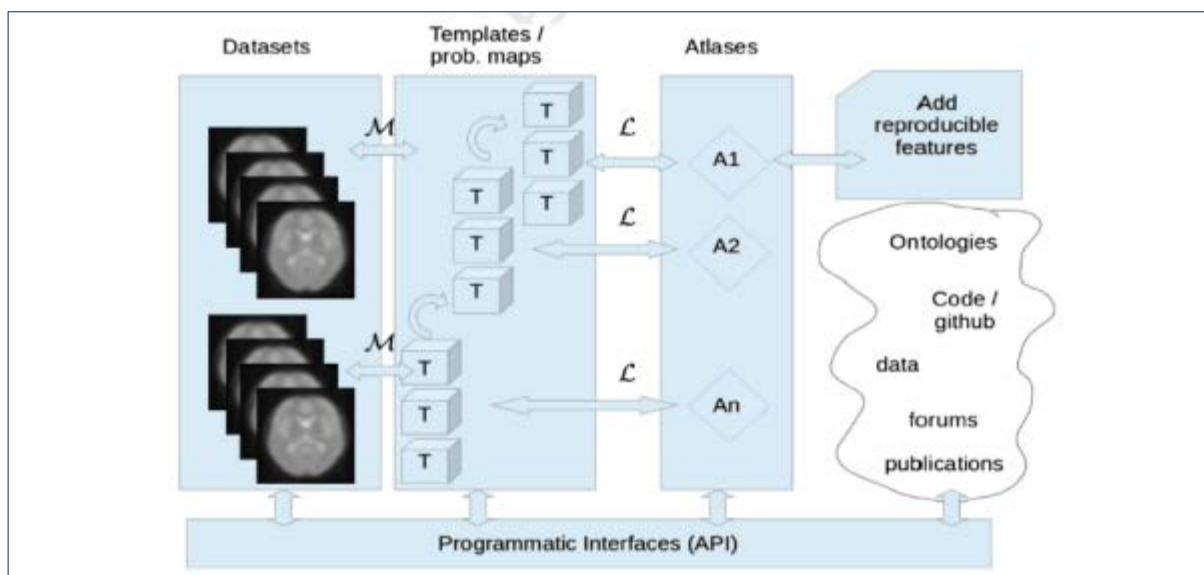 Datasets
Templates /
prob. maps
Atlases
Add
reproducible
features
ℳ
ℳ
T
T
T
T
T
T
T
T
T
ℒ
ℒ
ℒ
A1
A2
An
Ontologies
Code /
github
data
forums
publications
Programmatic Interfaces (API)